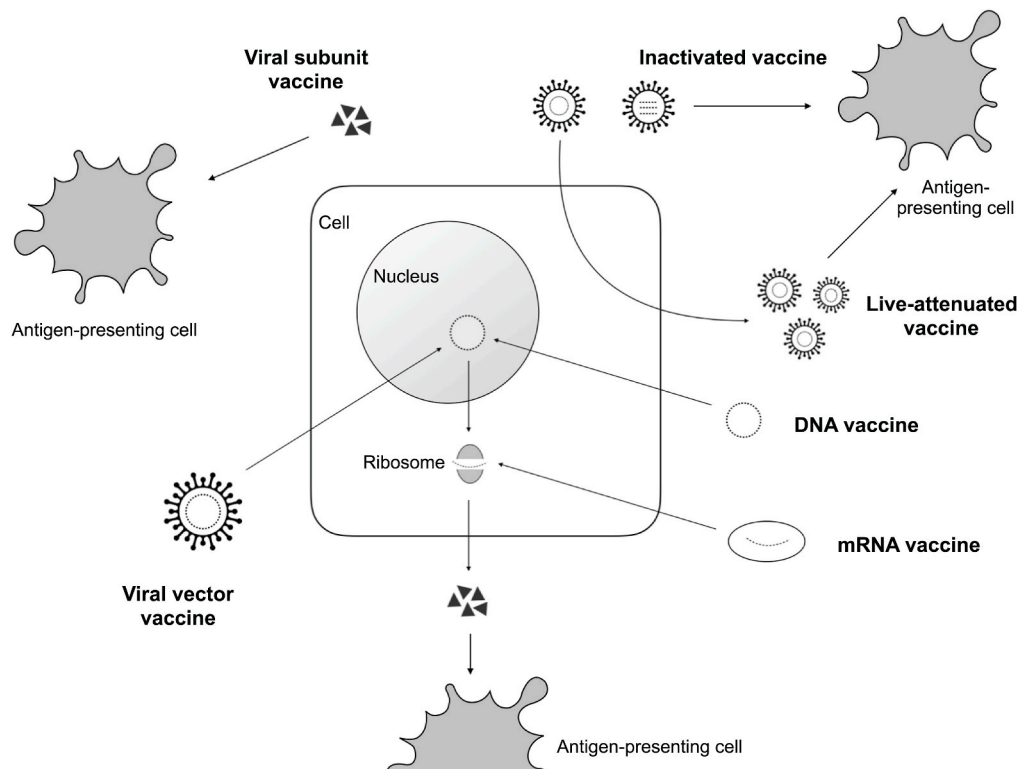 Viral subunit
vaccine
Inactivated vaccine
Antigen-
presenting cell
Cell
Nucleus
Antigen-presenting cell
Live-attenuated
vaccine
DNA vaccine
Ribosome
mRNA vaccine
Viral vector
vaccine
Antigen-presenting cell